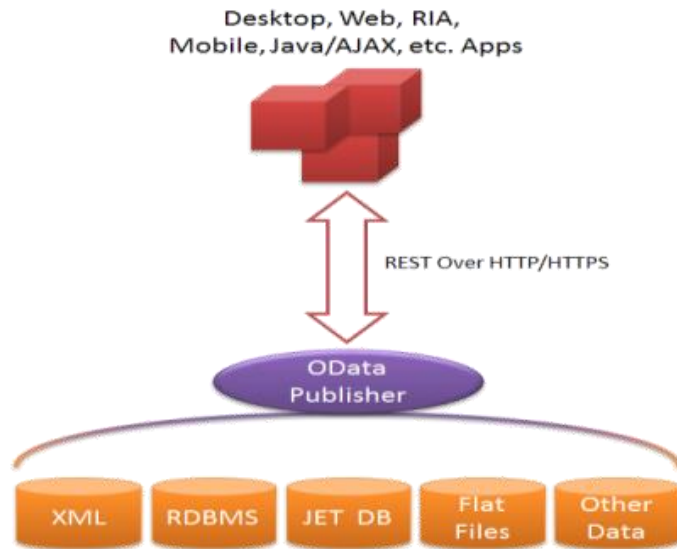 Desktop, Web, RIA,
Mobile, Java/AJAX, etc. Apps
REST Over HTTP/HTTPS
OData
Publisher
XML
RDBMS
JET DB
Flat
Files
Other
Data